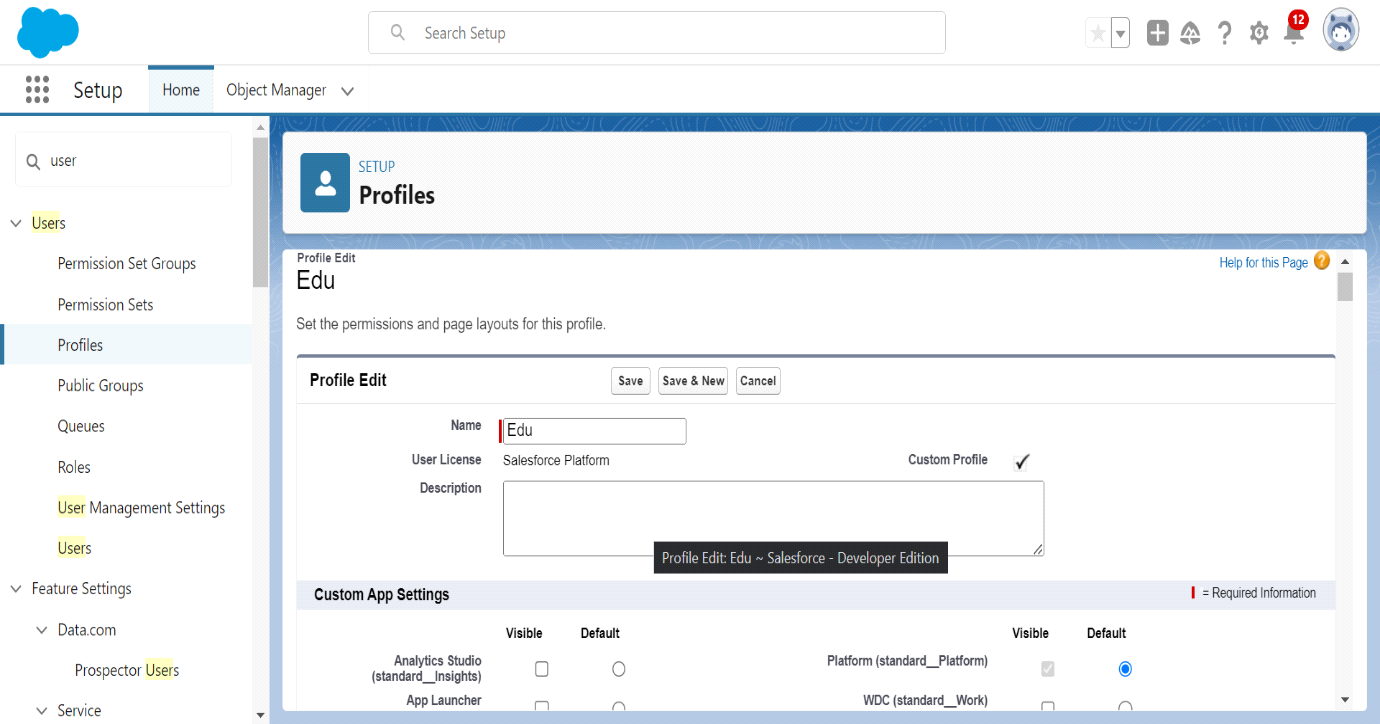 Search Setup
12
Setup
Home
Object Manager
user
Users
Permission Set Groups
Permission Sets
Profiles
Public Groups
Queues
Roles
User Management Settings
Users
Feature Settings
Data.com
Prospector Users
Service
SETUP
Profiles
Profile Edit
Edu
Help for this Page
Set the permissions and page layouts for this profile.
Profile Edit
Save
Save & New
Cancel
Name
Edu
User License
Salesforce Platform
Custom Profile
Description
Profile Edit: Edu ~ Salesforce - Developer Edition
Custom App Settings
= Required Information
Visible
Default
Visible
Default
Analytics Studio
(standard__Insights)
Platform (standard__Platform)
App Launcher
WDC (standard__Work)